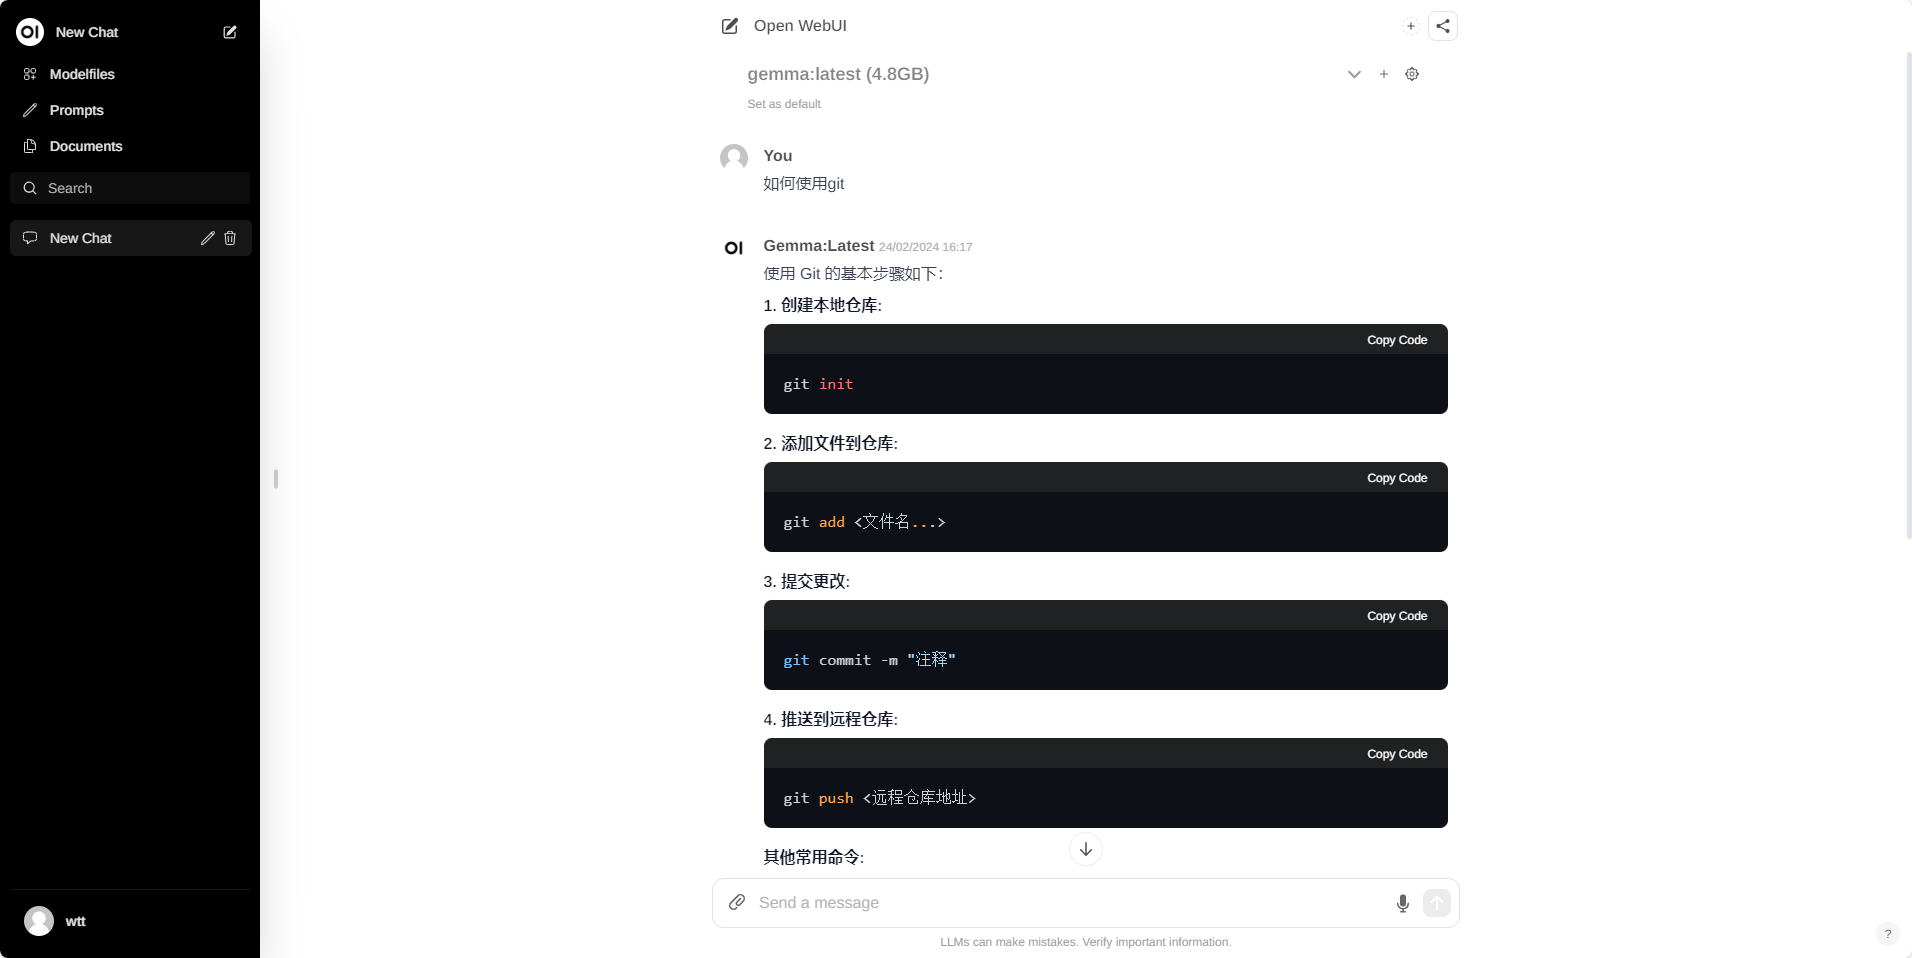 OI New Chat
Modelfiles
Prompts
Documents
Search
New Chat
wtt
Open WebUI
gemma:latest (4.8GB)
Set as default
You
如何使用git
OI Gemma:Latest 24/02/2024 16:17
使用 Git 的基本步骤如下：
1. 创建本地仓库:
Copy Code
git init
2. 添加文件到仓库:
Copy Code
git add <文件名...>
3. 提交更改:
Copy Code
git commit -m "注释"
4. 推送到远程仓库:
Copy Code
git push <远程仓库地址>
其他常用命令:
Send a message
LLMs can make mistakes. Verify important information.
?